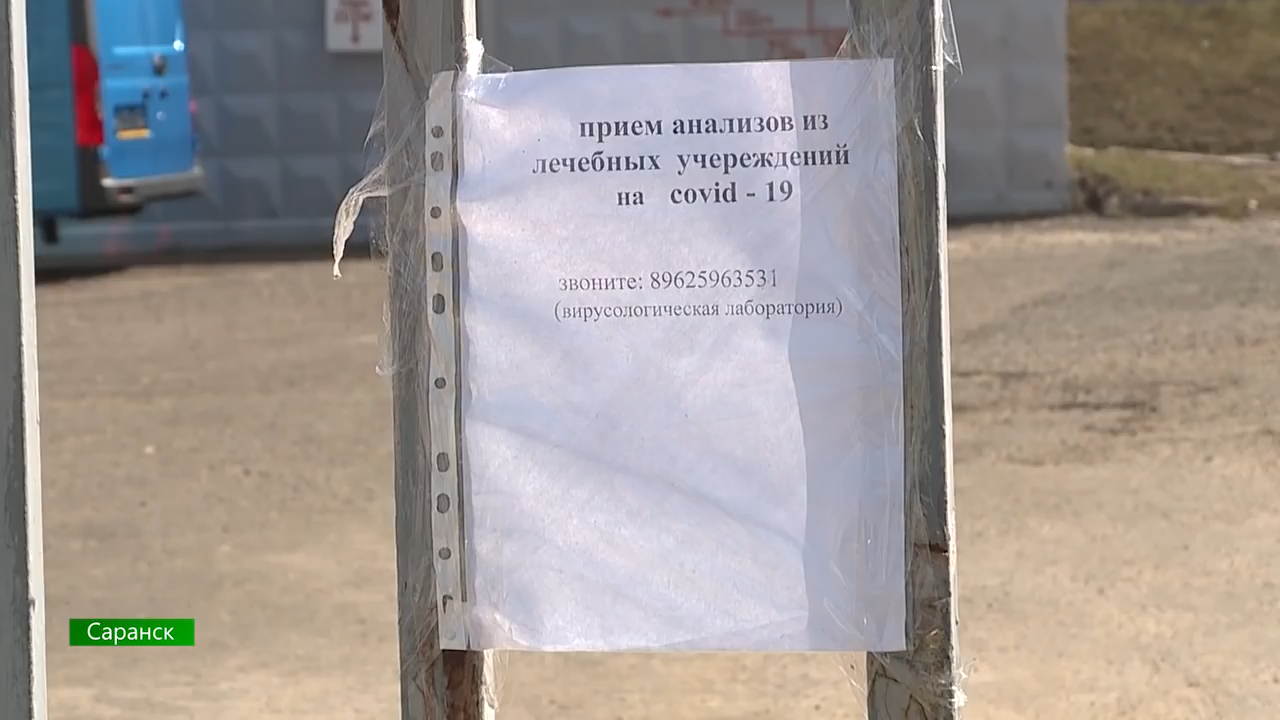 прием анализов из
лечебных учереждений
на covid - 19
звоните: 89625963531
(вирусологическая лаборатория)
Саранск